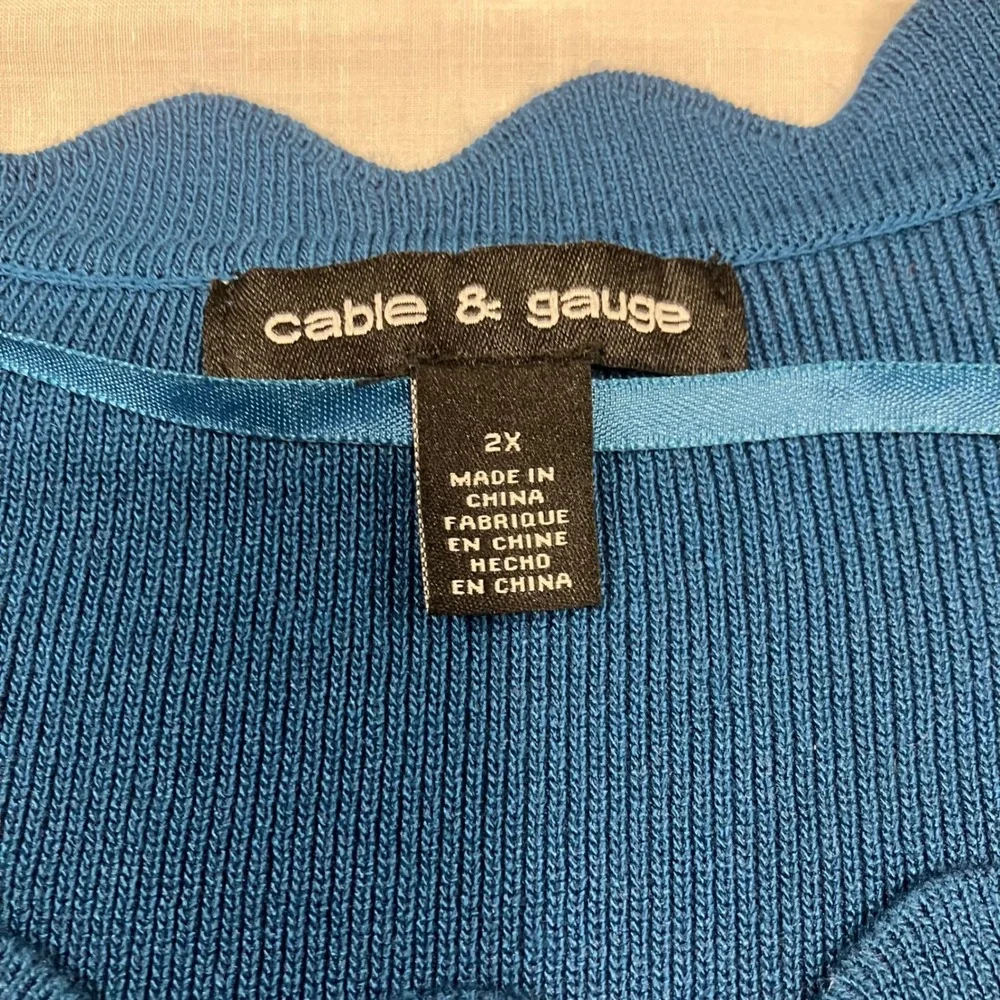 cable & gauge
2X
MADE IN
CHINA
FABRIQUE
EN CHINE
HECHO
EN CHINA